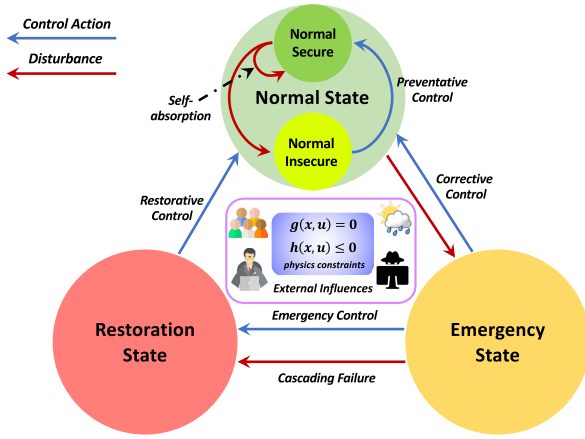 Control Action
Disturbance
Normal
Secure
Self-
absorption
Normal State
Preventative
Control
Normal
Insecure
Restorative
Control
Corrective
Control
g(x, u) = 0
h(x, u) ≤ 0
physics constraints
External Influences
Restoration
State
Emergency Control
Cascading Failure
Emergency
State